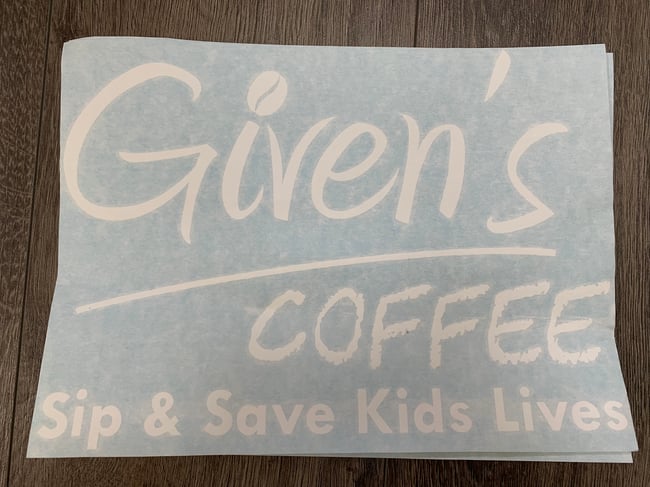 Given's
COFFEE
Sip & Save Kids Lives